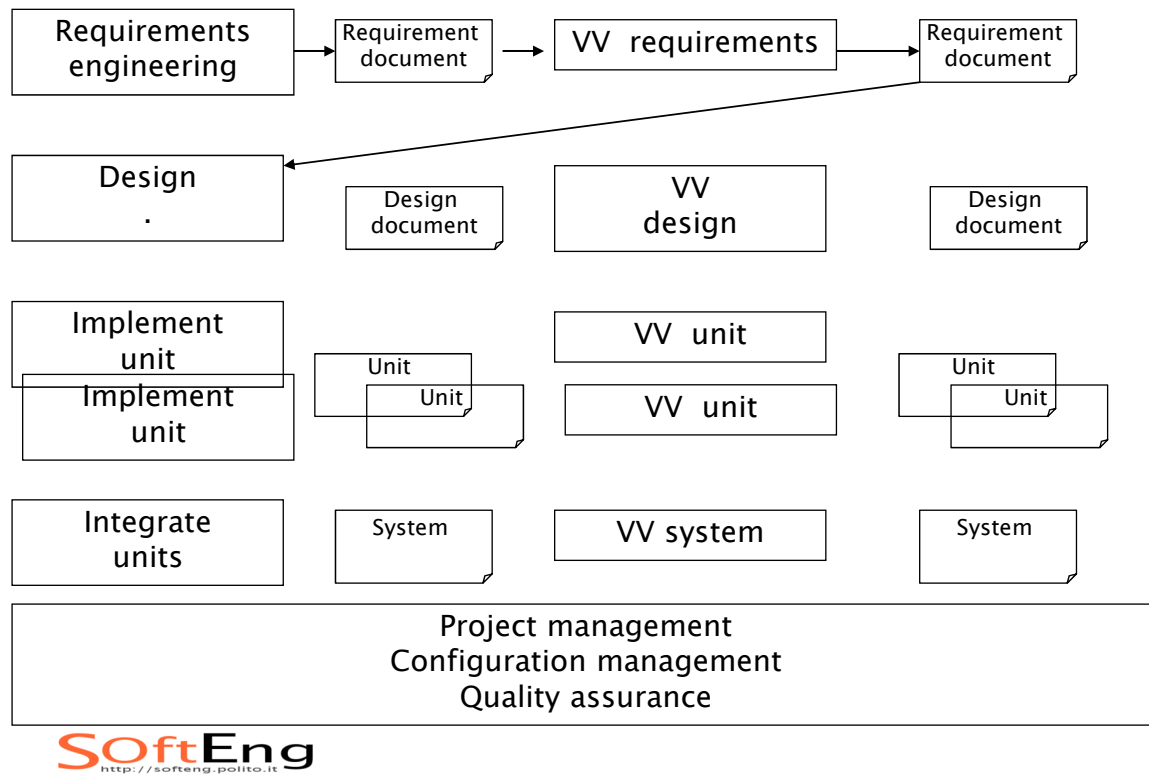 Requirements
engineering
Requirement
document
VV requirements
Requirement
document
Design
.
Design
document
VV
design
Design
document
Implement
unit
Implement
unit
Unit
Unit
VV unit
VV unit
Unit
Unit
Integrate
units
System
VV system
System
Project management
Configuration management
Quality assurance
SOftEng
http://softeng.polito.it